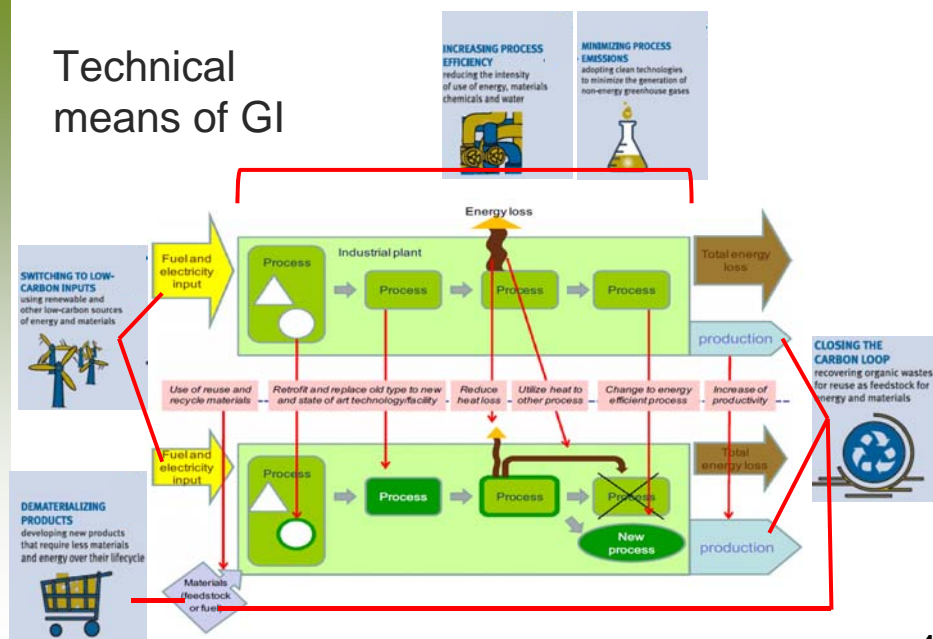 Technical
means of GI
INCREASING PROCESS
EFFICIENCY
reducing the intensity
of use of energy, materials
chemicals and water
MINIMIZING PROCESS
EMISSIONS
adopting clean technologies
to minimize the generation of
non-energy greenhouse gases
Energy loss
Fuel and
electricity
input
Process
Industrial plant
Process
Process
Process
Total energy
loss
production
SWITCHING TO LOW-
CARBON INPUTS
using renewable and
other low-carbon sources
of energy and materials
CLOSING THE
CARBON LOOP
recovering organic wastes
for reuse as feedstock for
energy and materials
Use of reuse and
recycle materials
Retrofit and replace old type to new
and state of art technology/facility
Reduce
heat loss
Utilize heat to
other process
Change to energy
efficient process
Increase of
productivity
Fuel and
electricity
input
Process
Process
Process
Process
New
process
Total
energy loss
production
DEMATERIALIZING
PRODUCTS
developing new products
that require less materials
and energy over their lifecycle
Materials
(feedstock
or fuel)